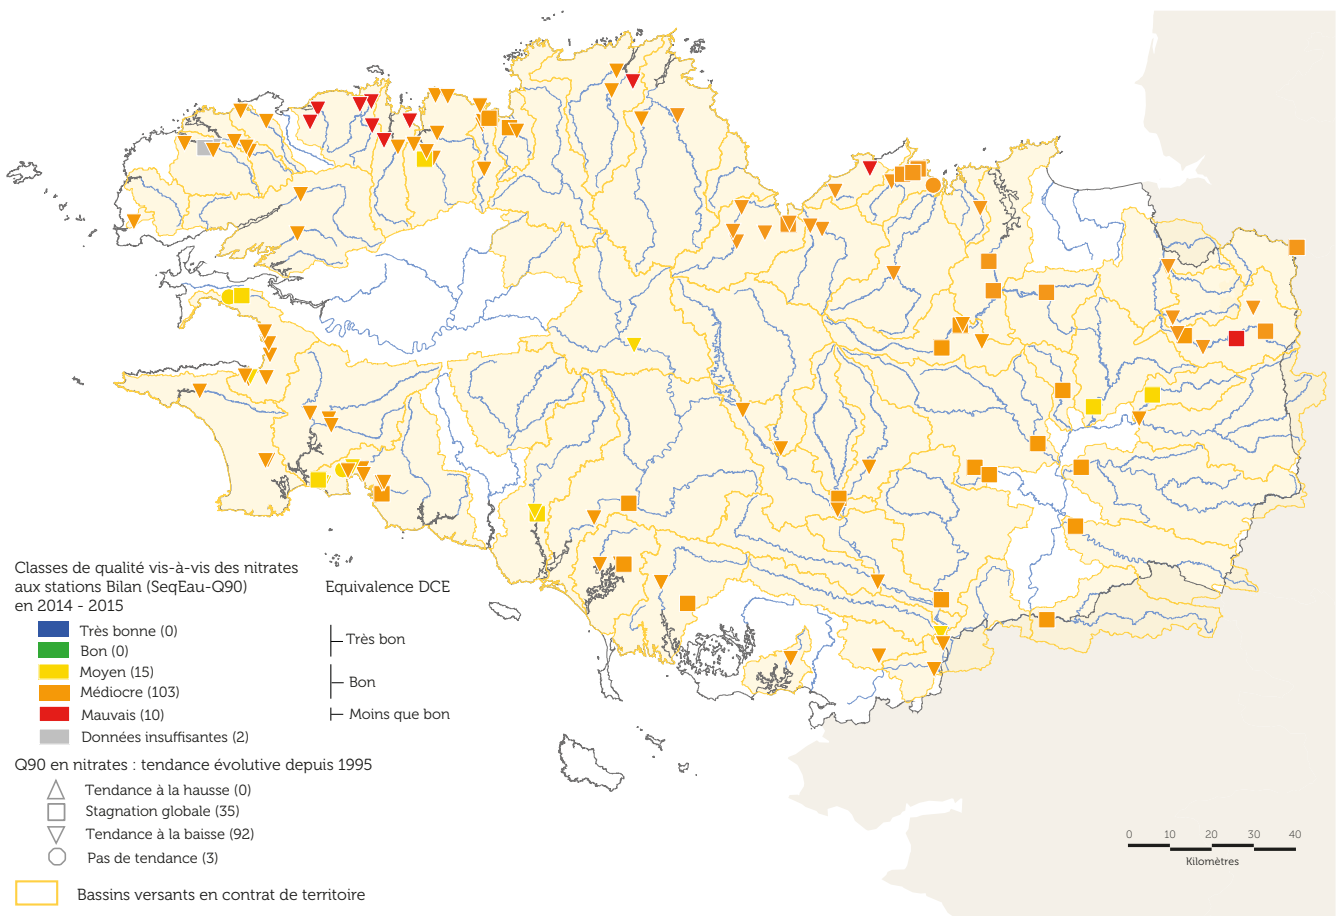 Classes de qualité vis-à-vis des nitrates
aux stations Bilan (SeqEau-Q90)
en 2014 - 2015
Equivalence DCE
Très bonne (0)
Bon (0)
Moyen (15)
Médiocre (103)
Mauvais (10)
Données insuffisantes (2)
Très bon
Bon
Moins que bon
Q90 en nitrates : tendance évolutive depuis 1995
Tendance à la hausse (0)
Stagnation globale (35)
Tendance à la baisse (92)
Pas de tendance (3)
Bassins versants en contrat de territoire
0 10 20 30 40
Kilomètres